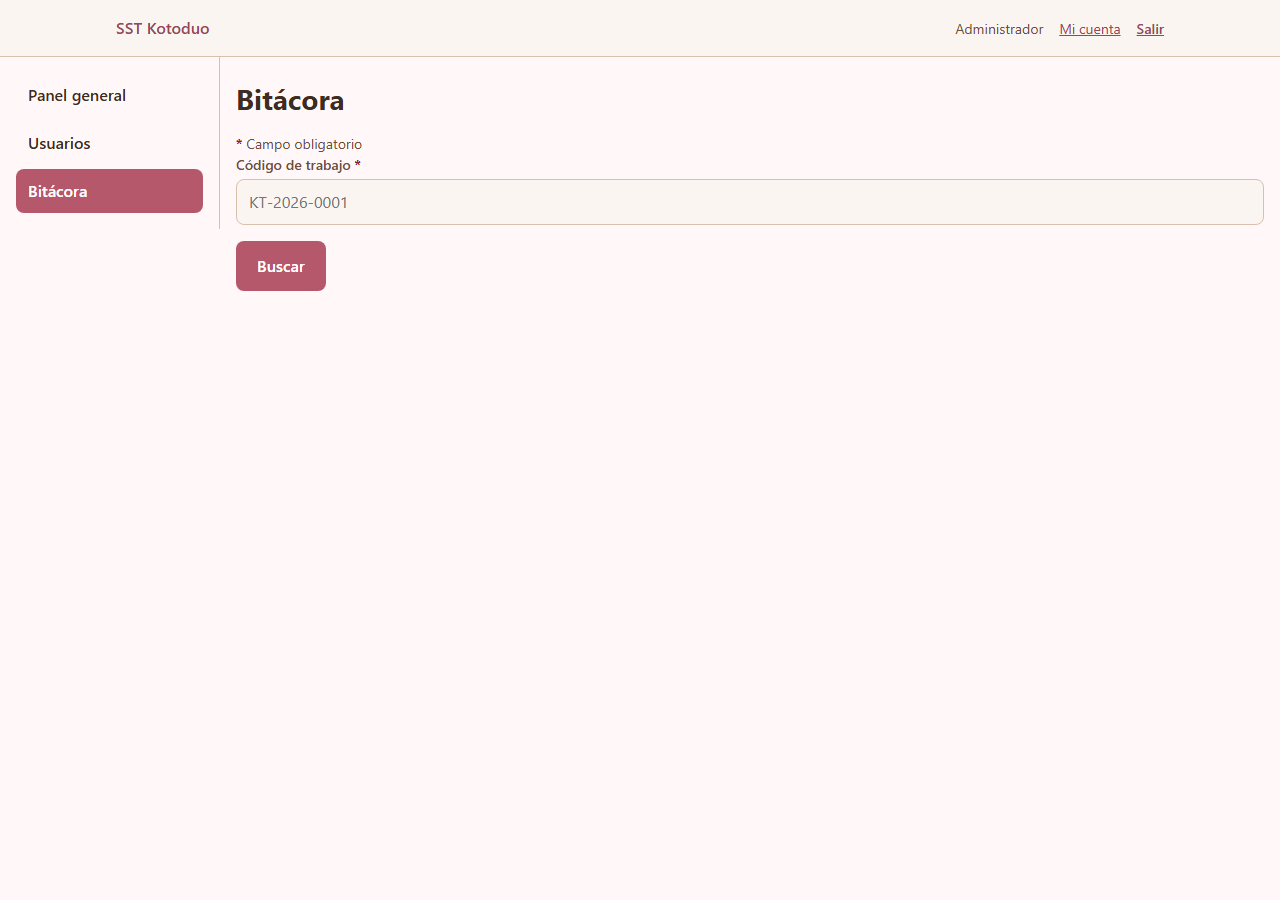 SST Kotoduo
Administrador Mi cuenta Salir
Panel general
Usuarios
Bitácora
Bitácora
* Campo obligatorio
Código de trabajo *
KT-2026-0001
Buscar